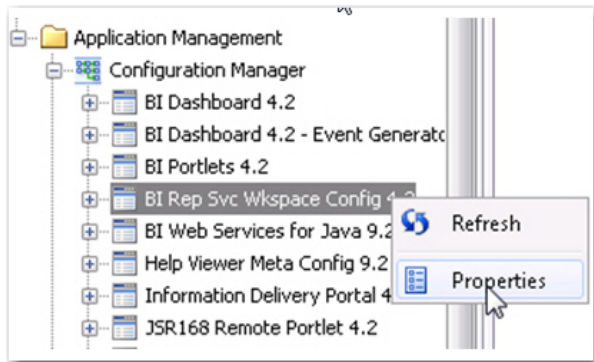 Application Management
Configuration Manager
BI Dashboard 4.2
BI Dashboard 4.2 - Event Generato
BI Portlets 4.2
BI Rep Svc Wkspace Config 4.2
Refresh
BI Web Services for Java 9.2
Help Viewer Meta Config 9.2
Properties
Information Delivery Portal 4
JSR168 Remote Portlet 4.2